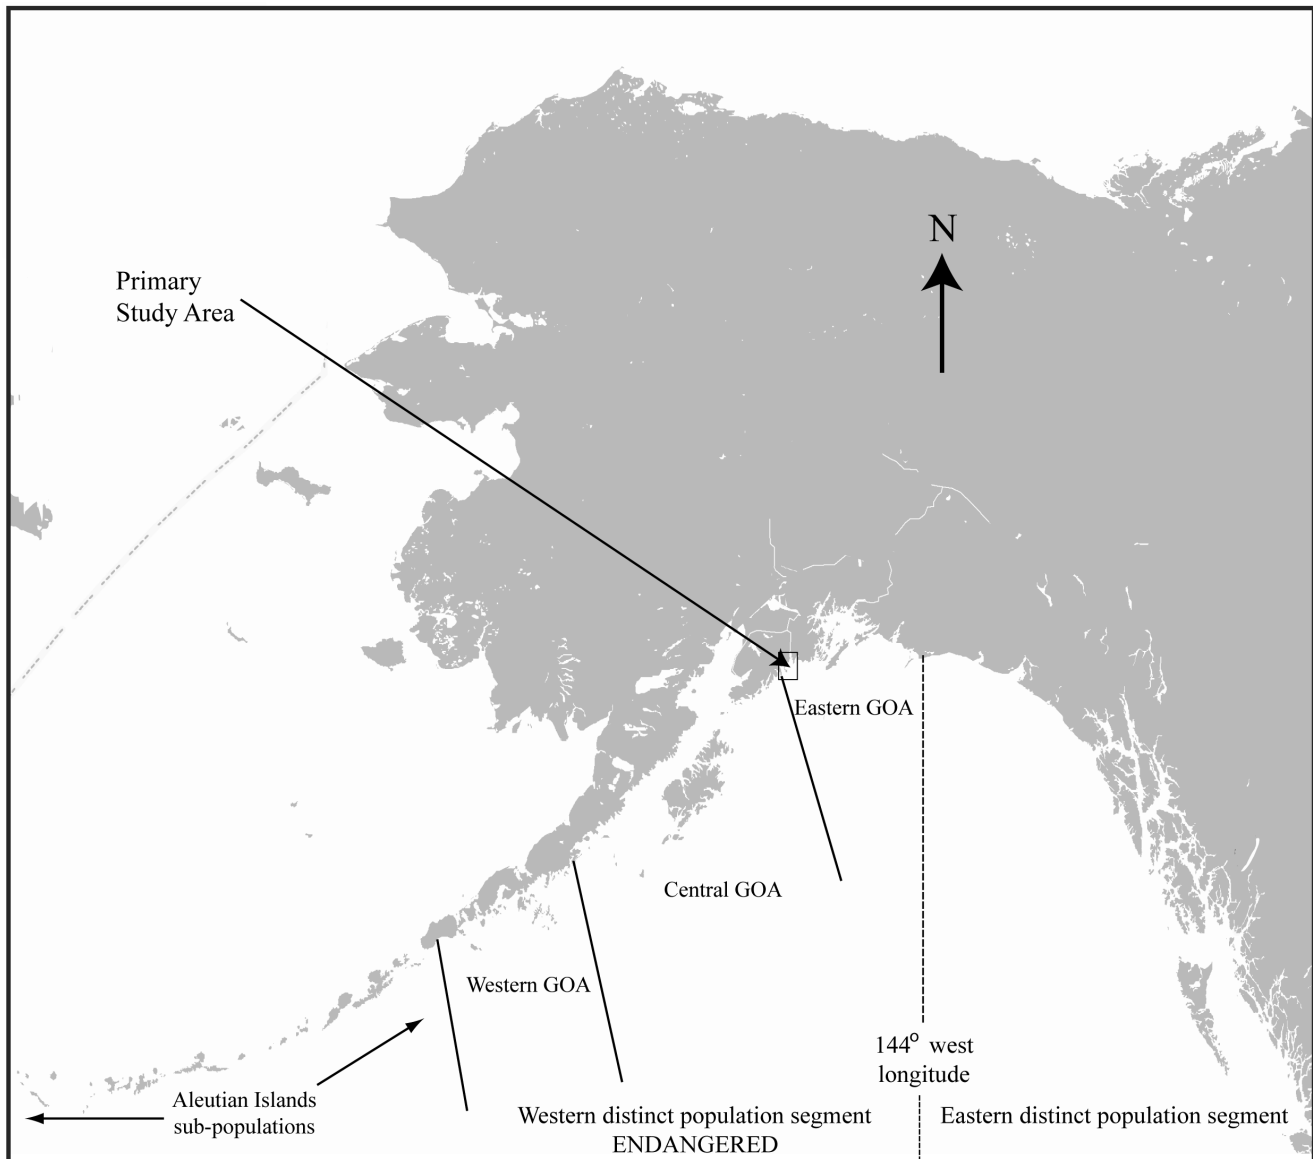 N
Primary
Study Area
Eastern GOA
Central GOA
Western GOA
144° west
longitude
Aleutian Islands
sub-populations
Western distinct population segment
ENDANGERED
Eastern distinct population segment